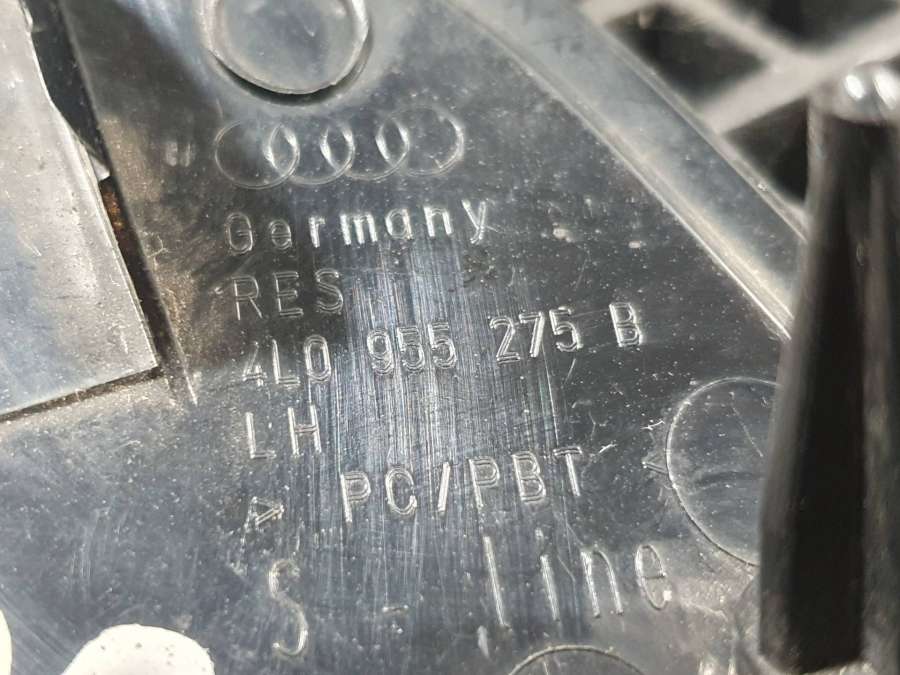 Germany
RES
4L0 955 275 B
LH
> PC/PBT
S - line